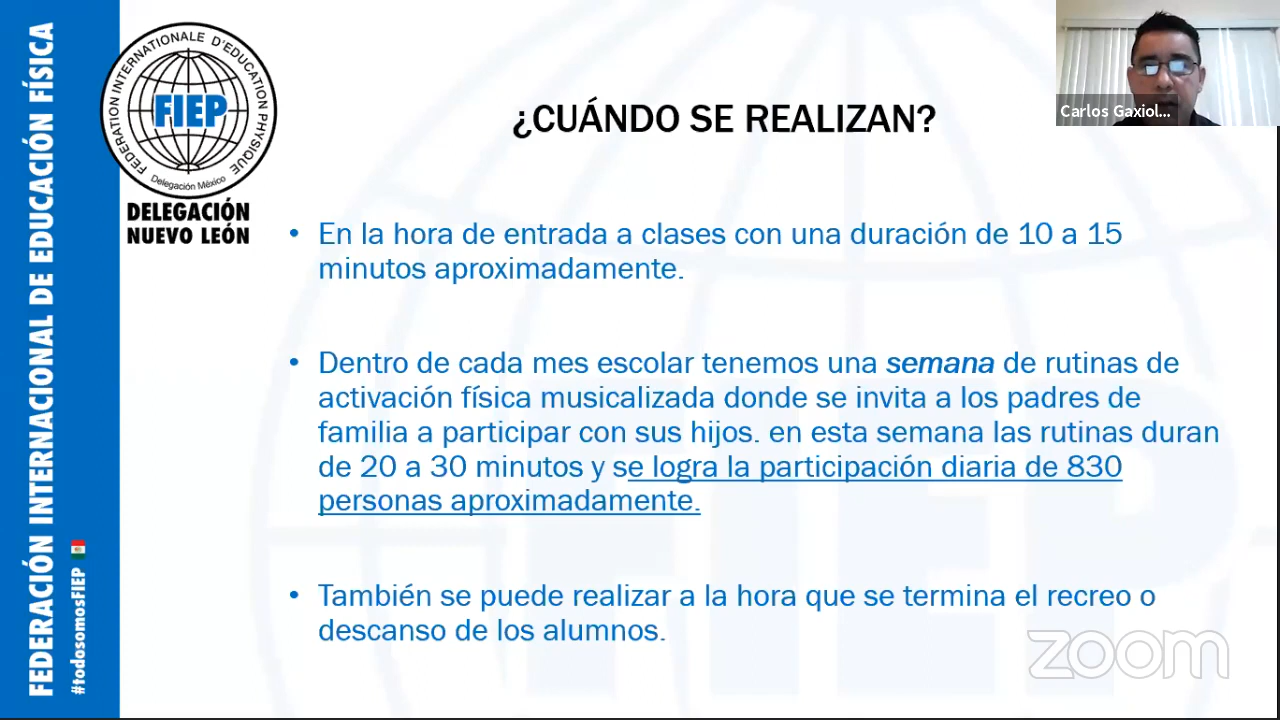 FEDERACIÓN INTERNACIONAL DE EDUCACIÓN FÍSICA
#todosomosFIEP
FEDERATION INTERNATIONALE D'EDUCATION PHYSIQUE
FIEP
Delegación México
DELEGACIÓN
NUEVO LEÓN
¿CUÁNDO SE REALIZAN?
Carlos Gaxiol...
• En la hora de entrada a clases con una duración de 10 a 15
minutos aproximadamente.
• Dentro de cada mes escolar tenemos una semana de rutinas de
activación física musicalizada donde se invita a los padres de
familia a participar con sus hijos. en esta semana las rutinas duran
de 20 a 30 minutos y se logra la participación diaria de 830
personas aproximadamente.
• También se puede realizar a la hora que se termina el recreo o
descanso de los alumnos.
zoom